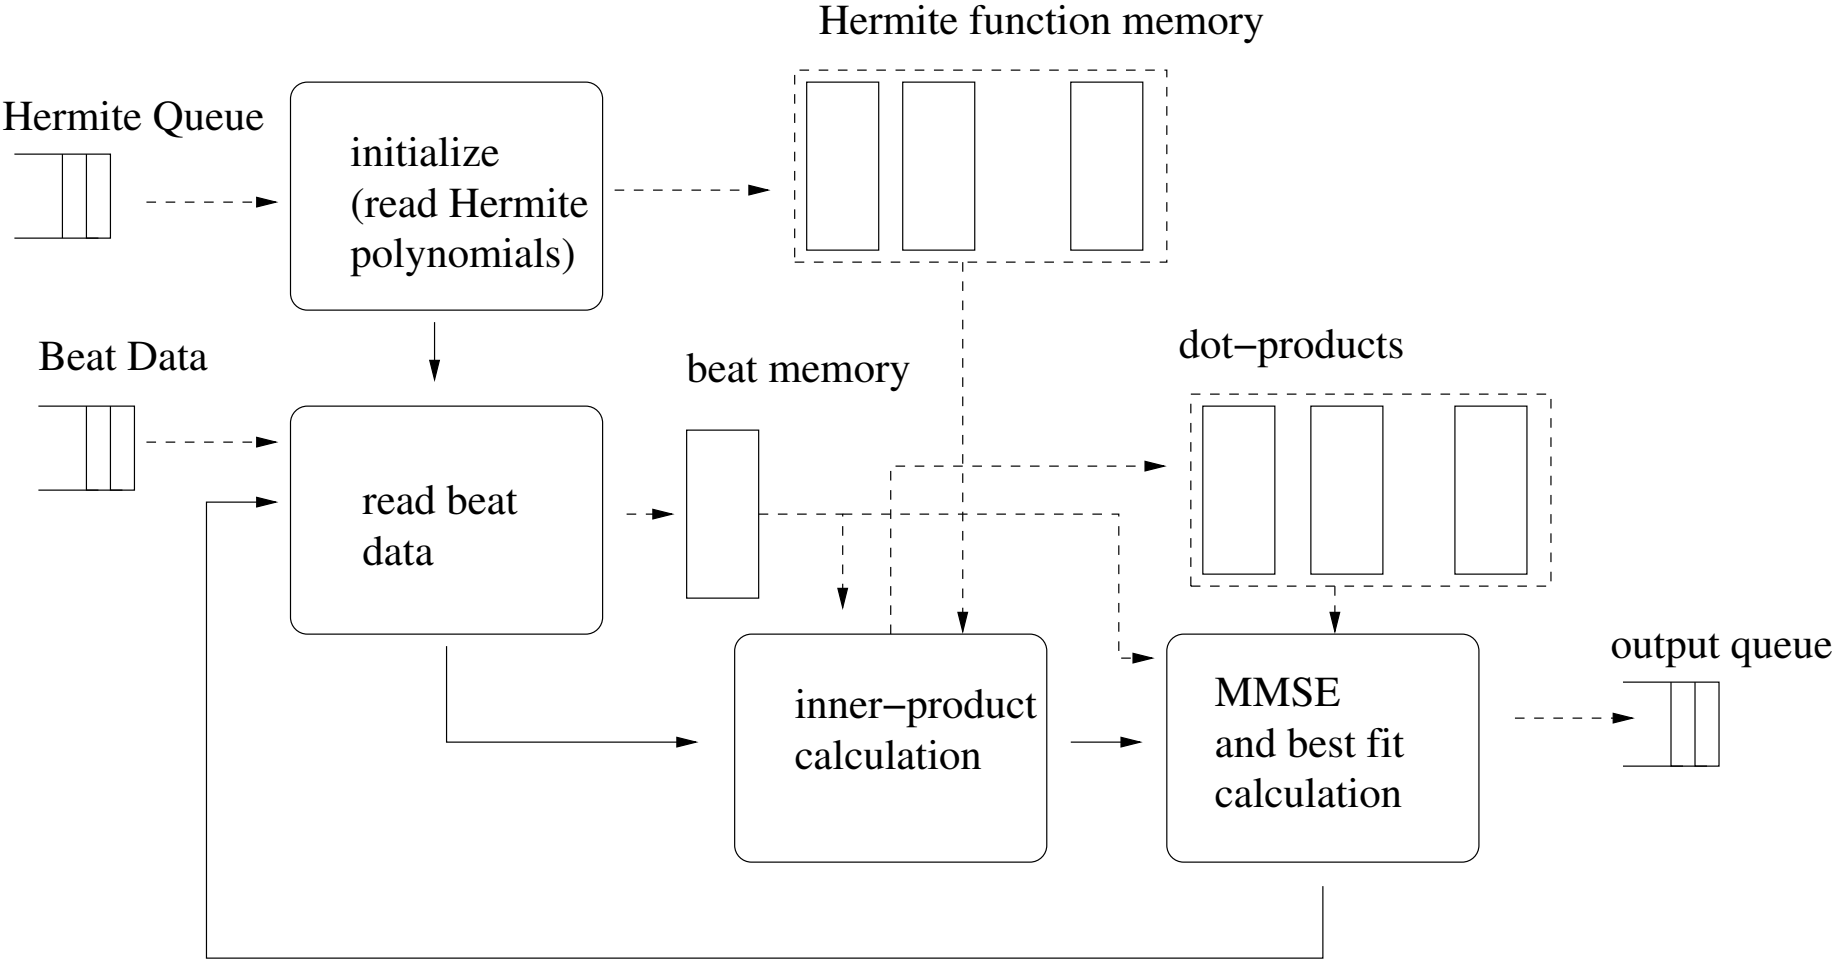 Hermite function memory
Hermite Queue
initialize
(read Hermite
polynomials)
Beat Data
beat memory
dot−products
read beat
data
output queue
inner−product
calculation
MMSE
and best fit
calculation